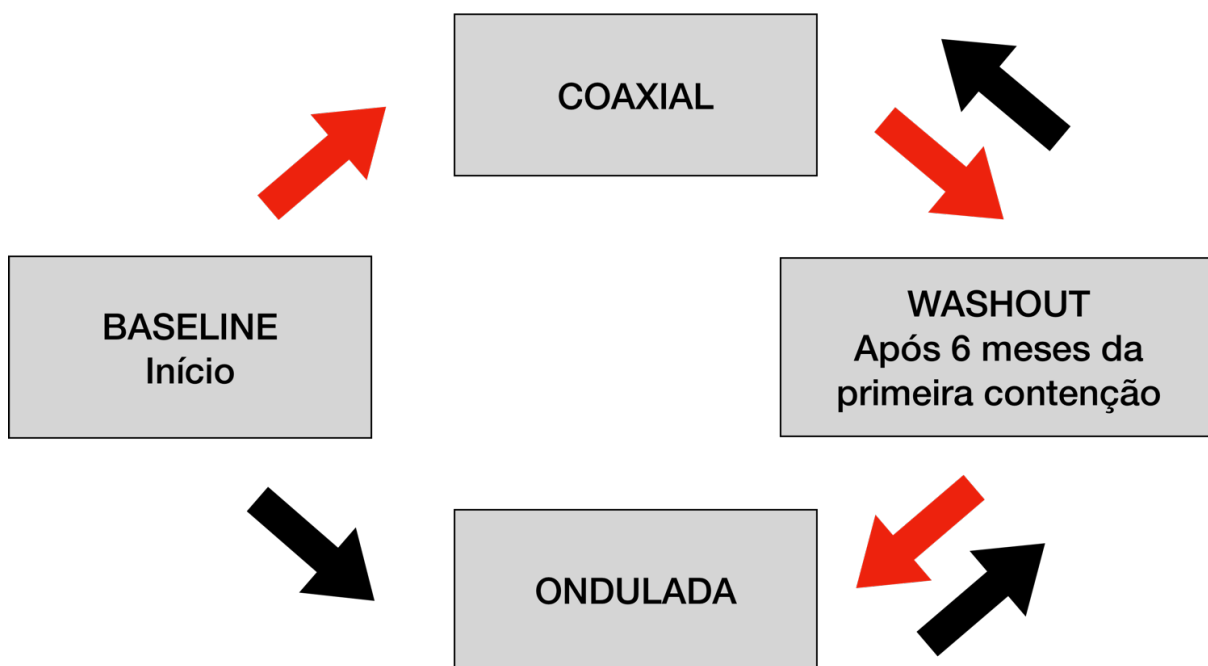 COAXIAL
BASELINE
Início
WASHOUT
Após 6 meses da
primeira contenção
ONDULADA